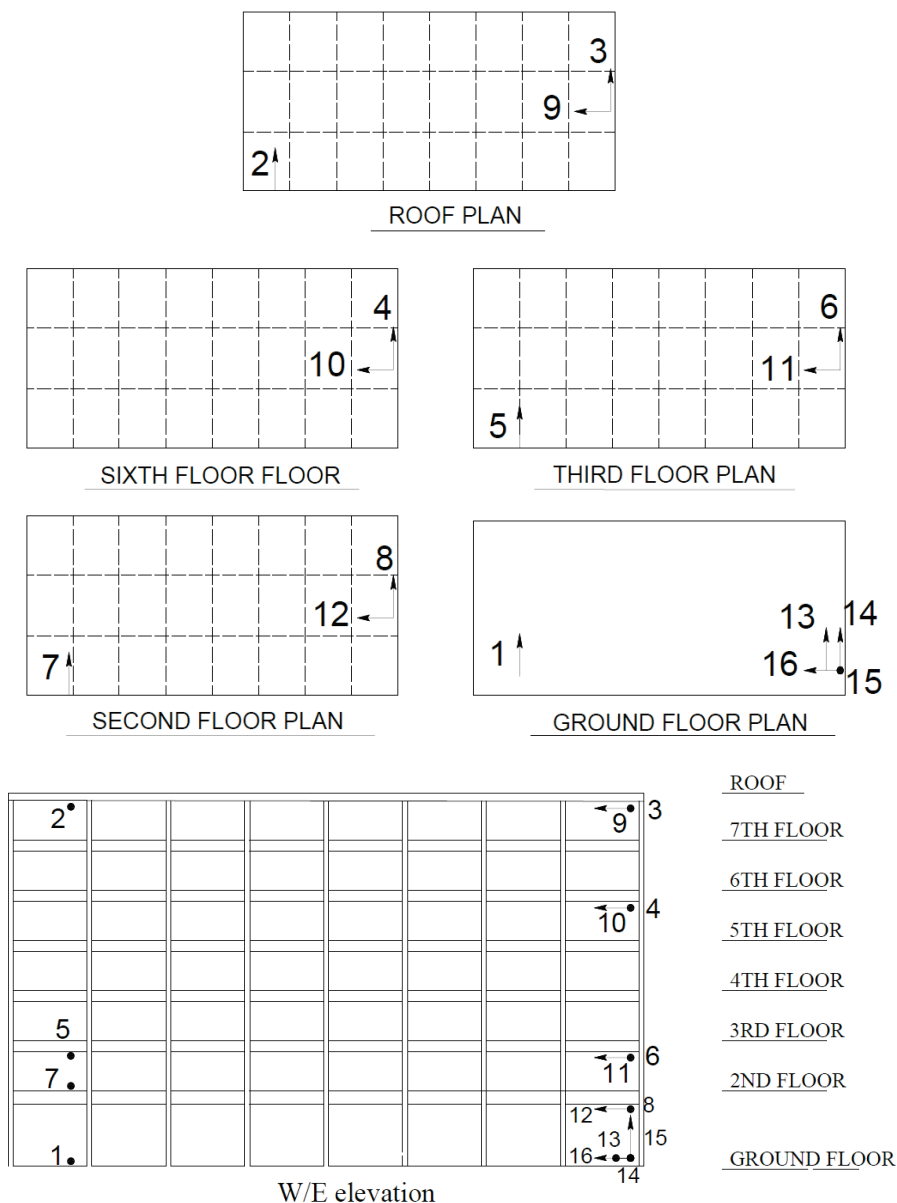 3
9
2
ROOF PLAN
4
10
SIXTH FLOOR FLOOR
6
11
5
THIRD FLOOR PLAN
8
12
7
SECOND FLOOR PLAN
13 14
1 16 15
GROUND FLOOR PLAN
ROOF
2 9 3
7TH FLOOR
6TH FLOOR
10 4
5TH FLOOR
4TH FLOOR
5
3RD FLOOR
6
7 11
2ND FLOOR
12 8
13 15
1 16
GROUND FLOOR
14
W/E elevation